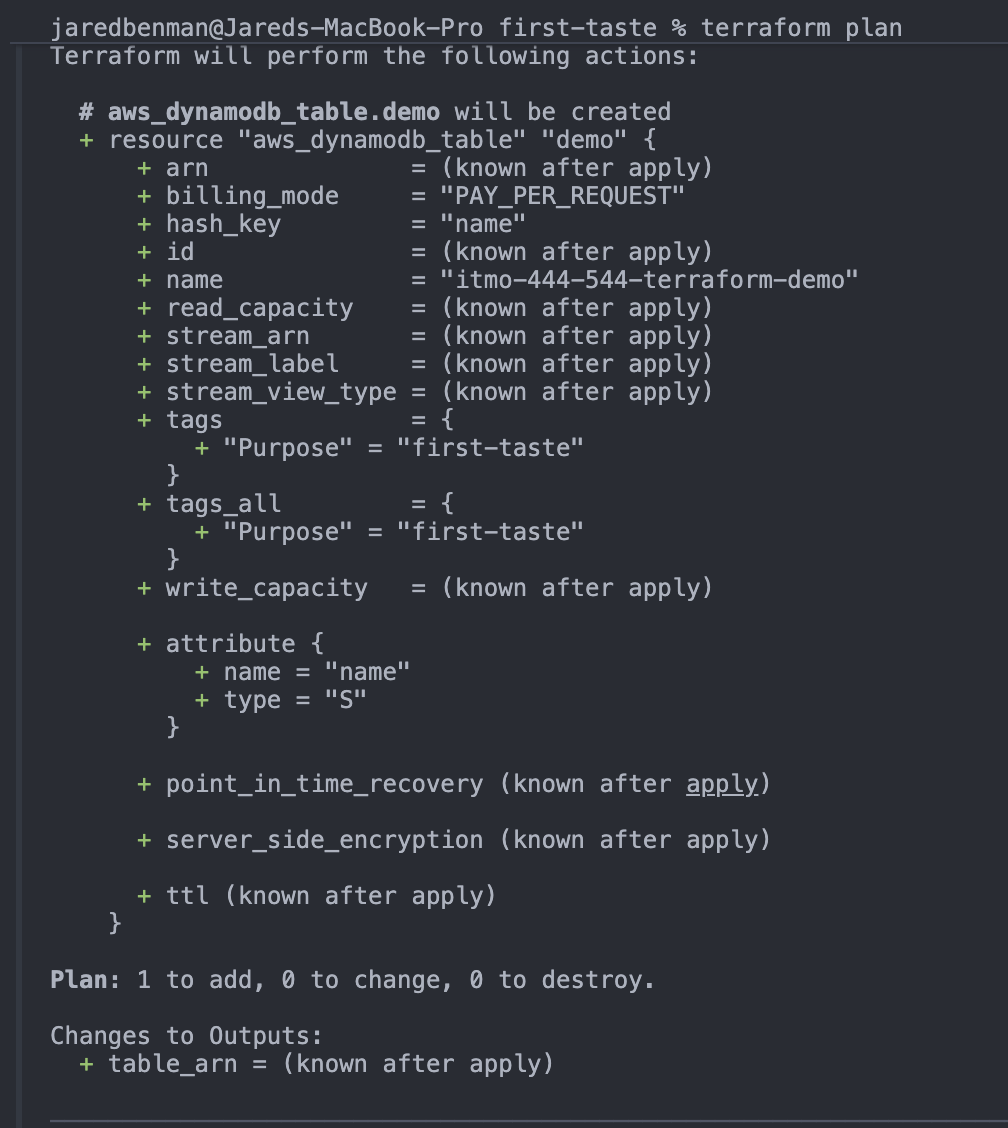 jaredbenman@Jareds-MacBook-Pro first-taste % terraform plan
Terraform will perform the following actions:
# aws_dynamodb_table.demo will be created
+ resource "aws_dynamodb_table" "demo" {
+ arn = (known after apply)
+ billing_mode = "PAY_PER_REQUEST"
+ hash_key = "name"
+ id = (known after apply)
+ name = "itmo-444-544-terraform-demo"
+ read_capacity = (known after apply)
+ stream_arn = (known after apply)
+ stream_label = (known after apply)
+ stream_view_type = (known after apply)
+ tags = {
+ "Purpose" = "first-taste"
}
+ tags_all = {
+ "Purpose" = "first-taste"
}
+ write_capacity = (known after apply)
+ attribute {
+ name = "name"
+ type = "S"
}
+ point_in_time_recovery (known after apply)
+ server_side_encryption (known after apply)
+ ttl (known after apply)
}
Plan: 1 to add, 0 to change, 0 to destroy.
Changes to Outputs:
+ table_arn = (known after apply)